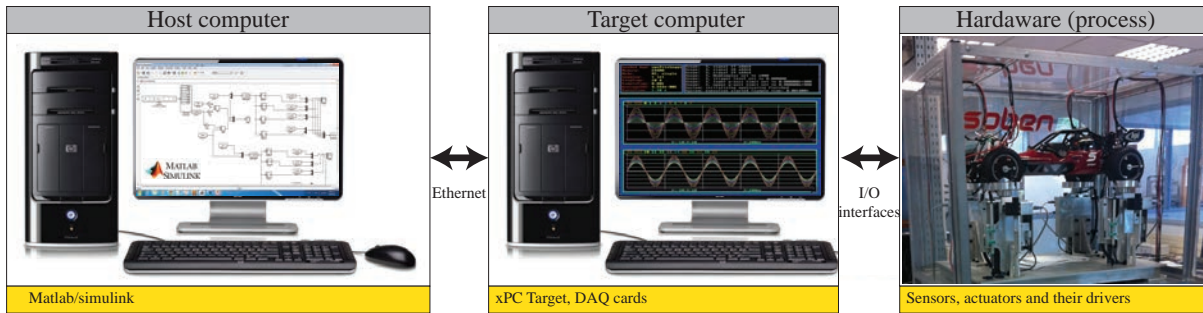 Host computer
Target computer
Hardaware (process)
MATLAB
SIMULINK
Ethernet
I/O
interfaces
soben
Matlab/simulink
xPC Target, DAQ cards
Sensors, actuators and their drivers